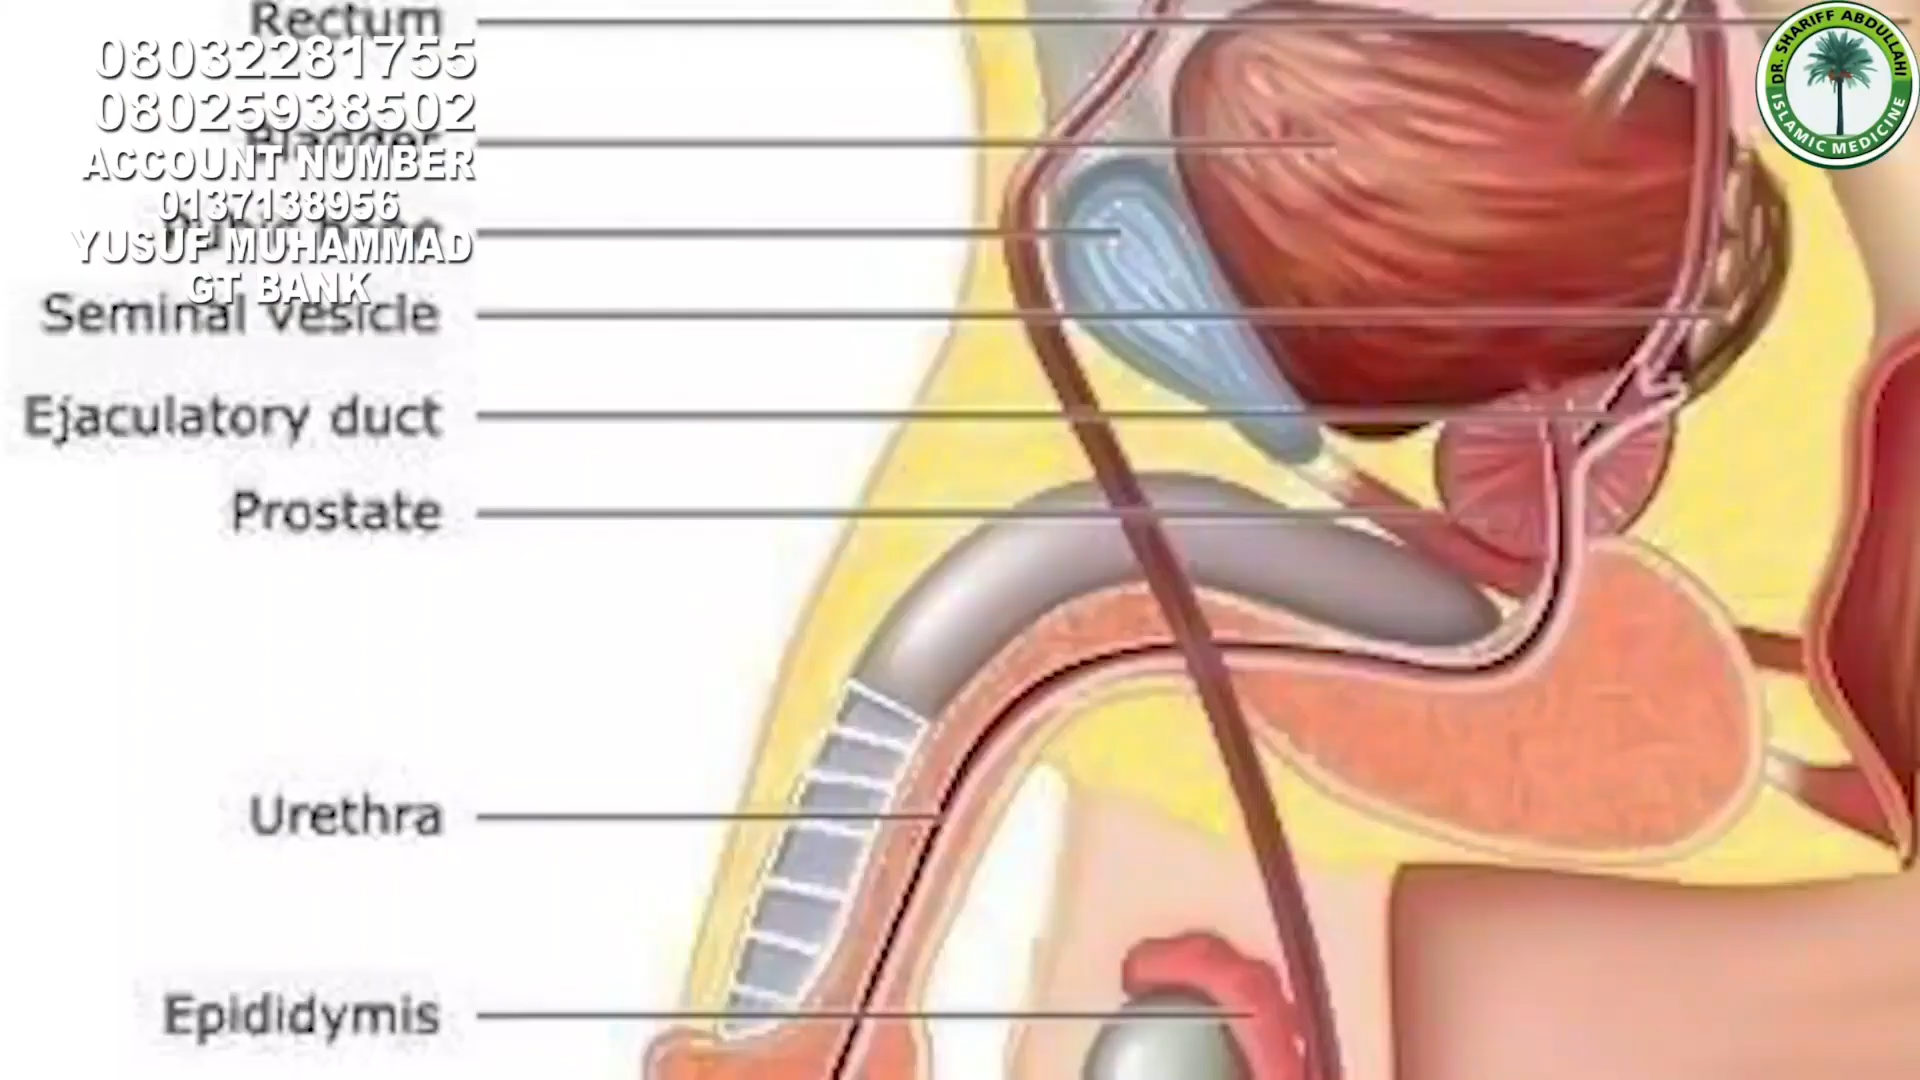 Rectum
08032281755
08025938502
Bladder
ACCOUNT NUMBER
0137138956
YUSUF MUHAMMAD
GT BANK
Seminal vesicle
Ejaculatory duct
Prostate
Urethra
Epididymis
DR. SHARIFF ABDULLAHI
ISLAMIC MEDICINE